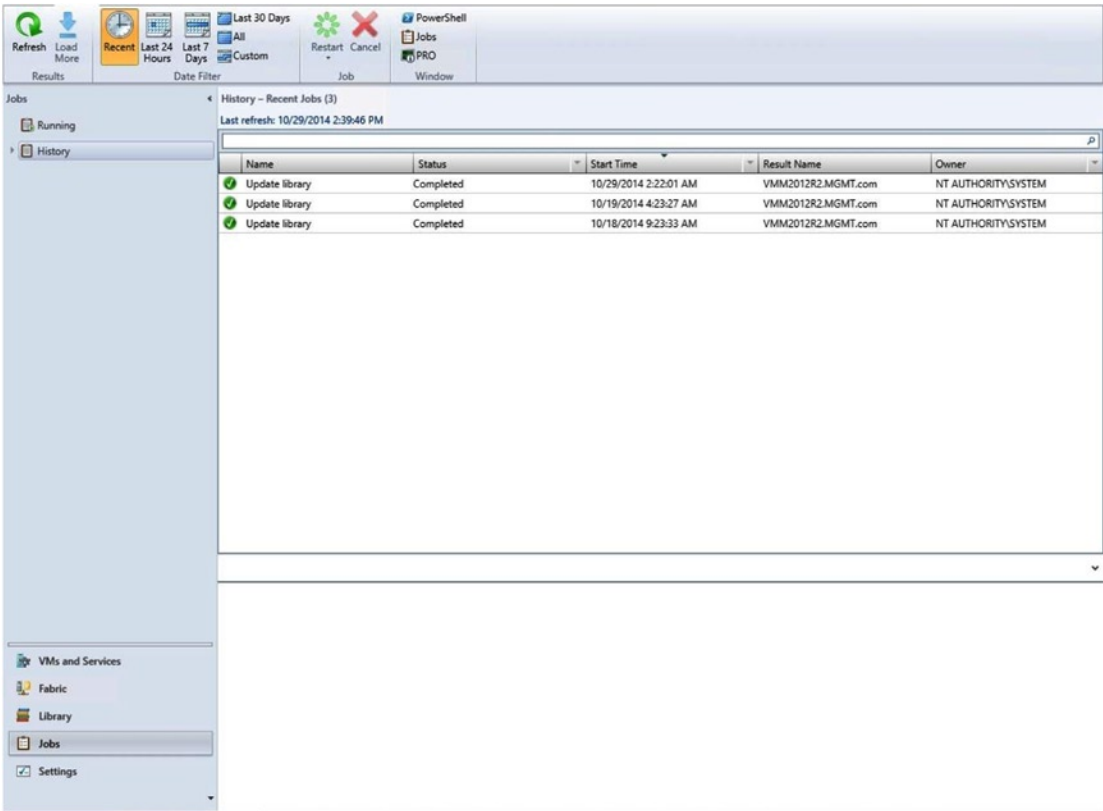 Refresh
Load More
Results
Recent
Last 24 Hours
Last 7 Days
Last 30 Days
All
Custom
Date Filter
Restart
Cancel
Job
PowerShell
Jobs
PRO
Window
Jobs
Running
History
History – Recent Jobs (3)
Last refresh: 10/29/2014 2:39:46 PM
Name Status Start Time Result Name Owner
Update library Completed 10/29/2014 2:22:01 AM VMM2012R2.MGMT.com NT AUTHORITY\SYSTEM
Update library Completed 10/19/2014 4:23:27 AM VMM2012R2.MGMT.com NT AUTHORITY\SYSTEM
Update library Completed 10/18/2014 9:23:33 AM VMM2012R2.MGMT.com NT AUTHORITY\SYSTEM
VMs and Services
Fabric
Library
Jobs
Settings